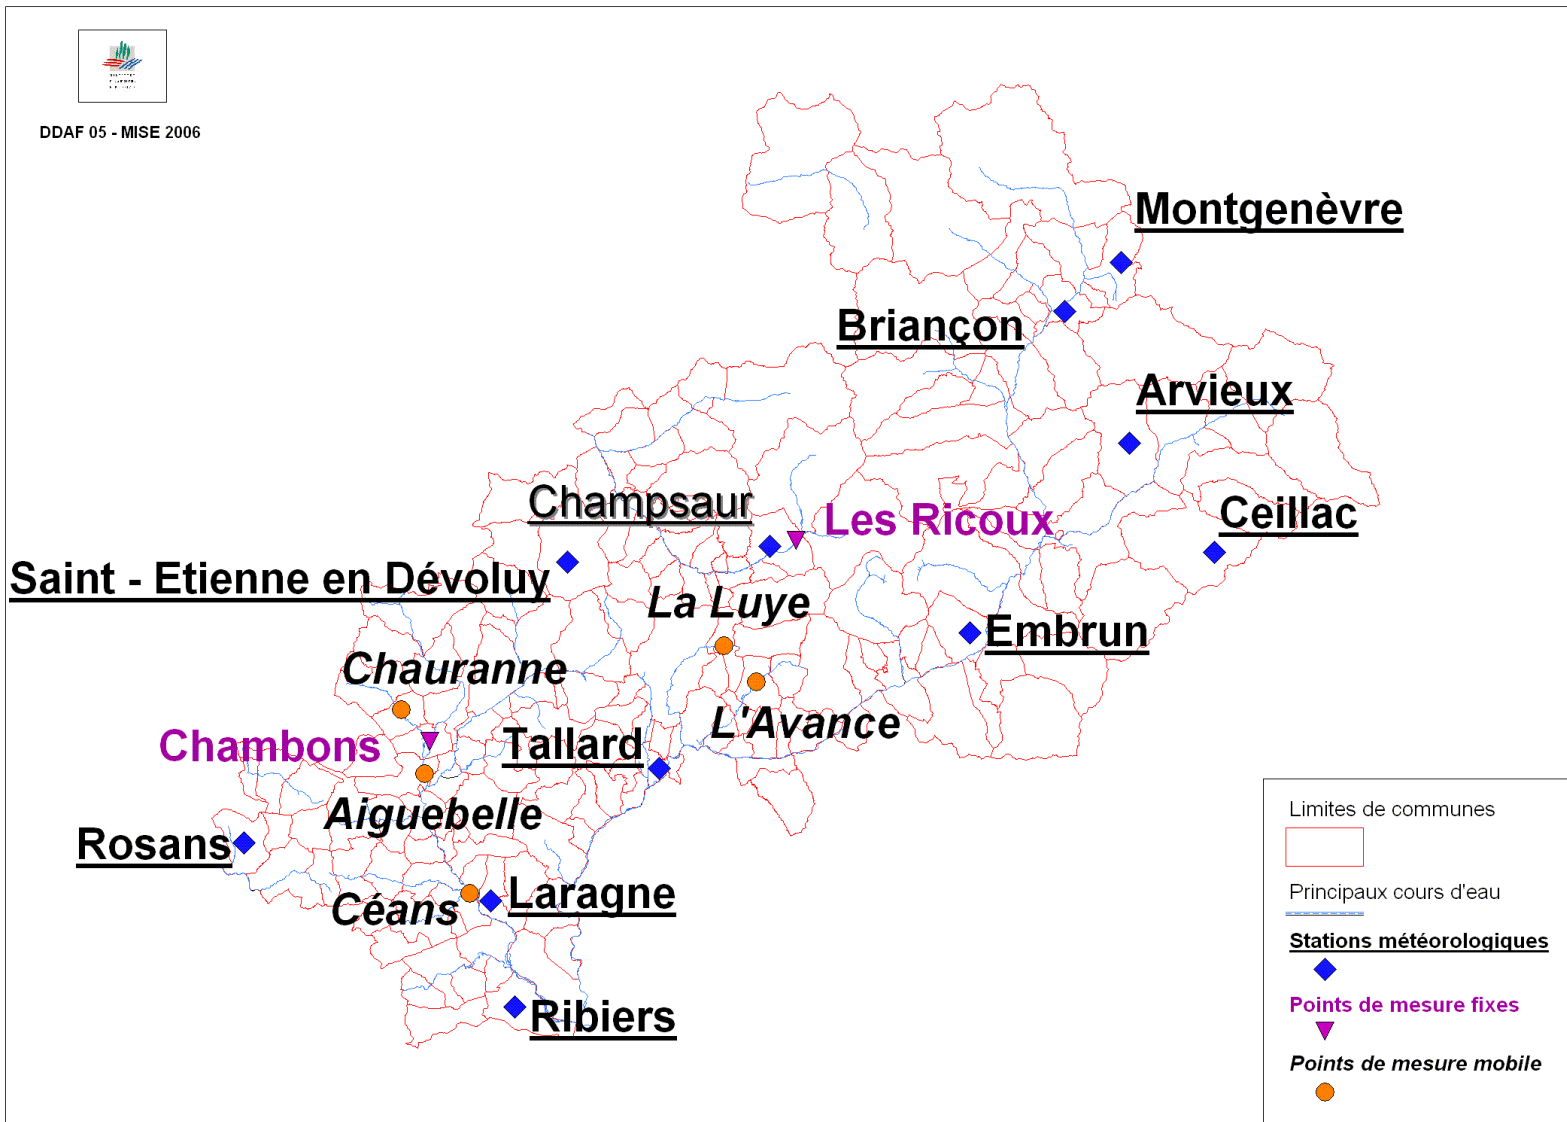 DDAF 05 - MISE 2006
Montgenèvre
Briançon
Arvieux
Champsaur
Les Ricoux
Ceillac
Saint - Etienne en Dévoluy
La Luye
Embrun
Chauranne
L'Avance
Chambons
Tallard
Aiguebelle
Rosans
Laragne
Céans
Ribiers
Limites de communes
Principaux cours d'eau
Stations météorologiques
Points de mesure fixes
Points de mesure mobile